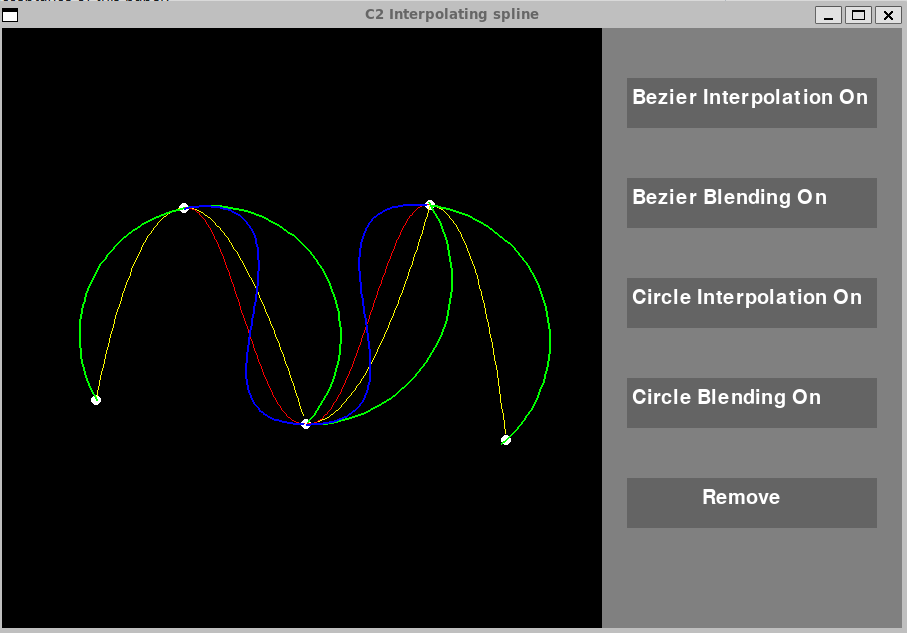 C2 Interpolating spline
Bezier Interpolation On
Bezier Blending On
Circle Interpolation On
Circle Blending On
Remove